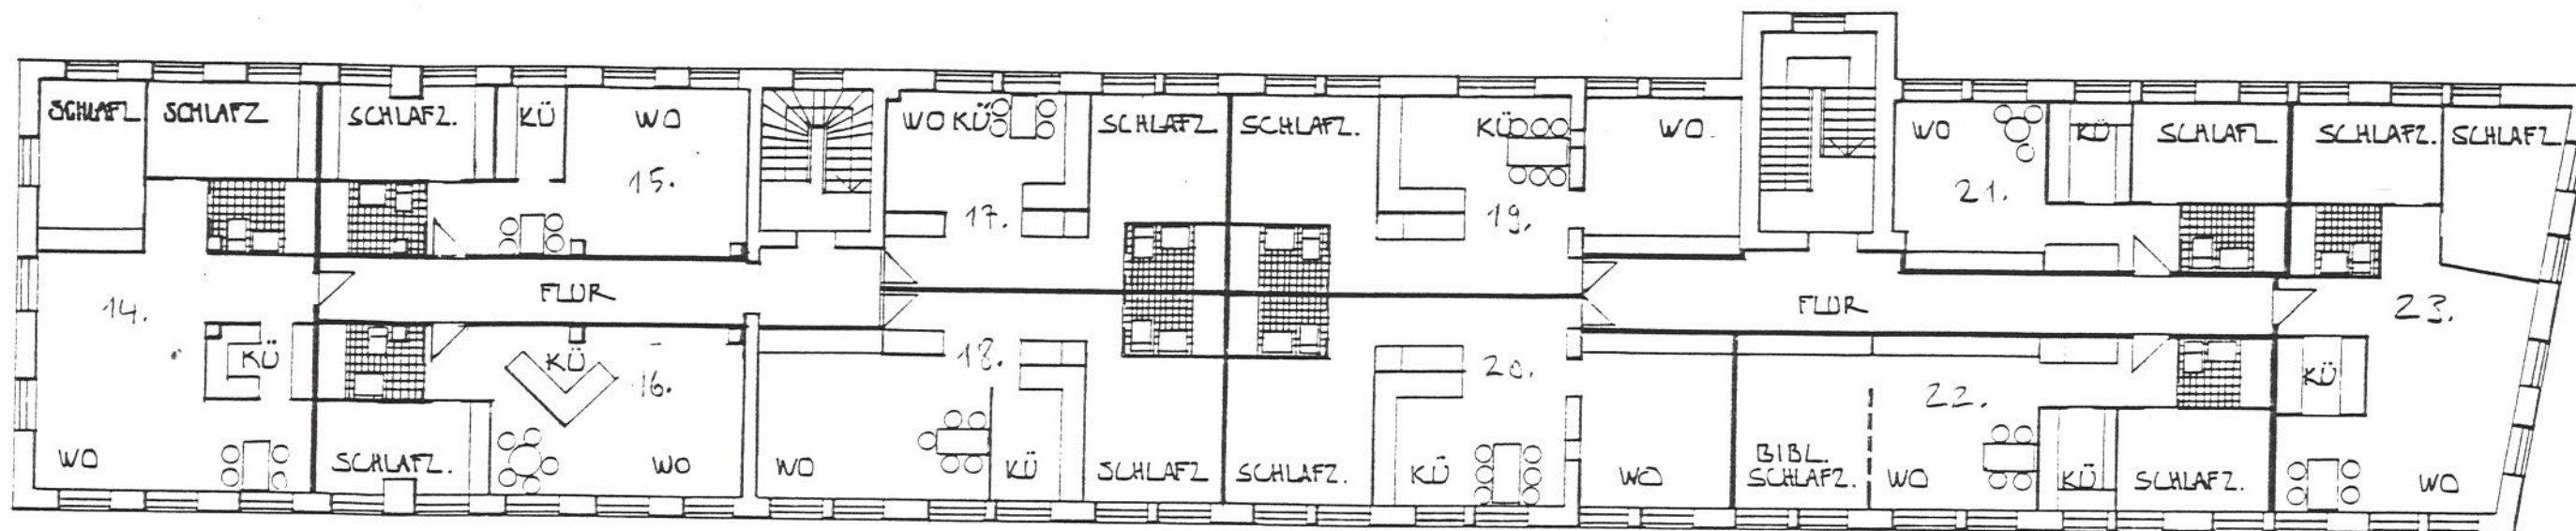 SCHLAFZ.
SCHLAFZ
SCHLAFZ.
KÜ
WO
WO KÜ
SCHLAFZ
SCHLAFZ.
KÜ
WO.
WO
KÜ
SCHLAFZ
SCHLAFZ.
SCHLAFZ.
15.
17.
19.
21.
14.
FLUR
FLUR
23.
KÜ
KÜ
16.
18.
20.
22.
KÜ
WO
SCHLAFZ.
WO
WO
KÜ
SCHLAFZ
SCHLAFZ.
KÜ
WO
BIBL.
SCHLAFZ.
WO
KÜ
SCHLAFZ.
WO